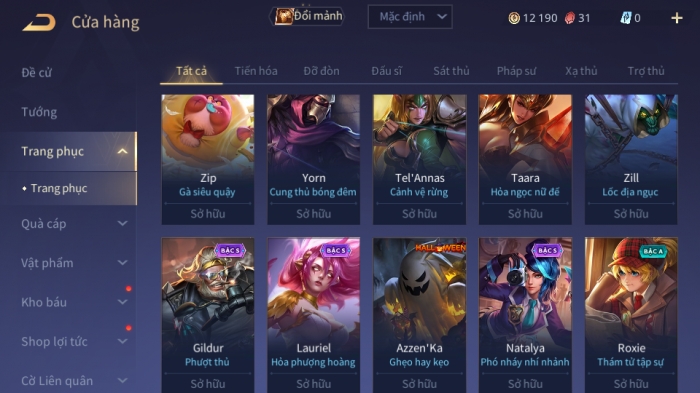 Cửa hàng
Đổi mảnh
Mặc định
12 190
31
0
Đề cử
Tướng
Trang phục
Trang phục
Quà cáp
Vật phẩm
Kho báu
Shop lợi tức
Cờ Liên quân
Tất cả
Tiến hóa
Đỡ đòn
Đấu sĩ
Sát thủ
Pháp sư
Xạ thủ
Trợ thủ
Zip
Gà siêu quậy
Sở hữu
Yorn
Cung thủ bóng đêm
Sở hữu
Tel'Annas
Cảnh vệ rừng
Sở hữu
Taara
Hỏa ngọc nữ đế
Sở hữu
Zill
Lốc địa ngục
Sở hữu
BẬC S
Gildur
Phượt thủ
Sở hữu
BẬC S
Lauriel
Hỏa phượng hoàng
Sở hữu
HALLOWEEN
Azzen'Ka
Ghẹo hay kẹo
Sở hữu
BẬC S
Natalya
Phó nháy nhí nhảnh
Sở hữu
BẬC A
Roxie
Thám tử tập sự
Sở hữu